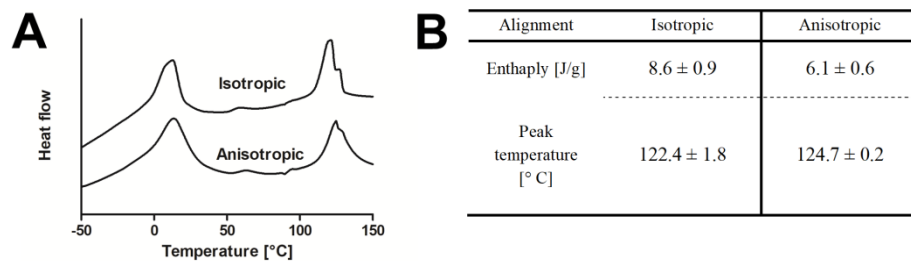 A
Heat flow
Isotropic
Anisotropic
-50 0 50 100 150
Temperature [°C]
B
Alignment Isotropic Anisotropic
Enthaply [J/g] 8.6 ± 0.9 6.1 ± 0.6
Peak
temperature
[° C]
122.4 ± 1.8 124.7 ± 0.2